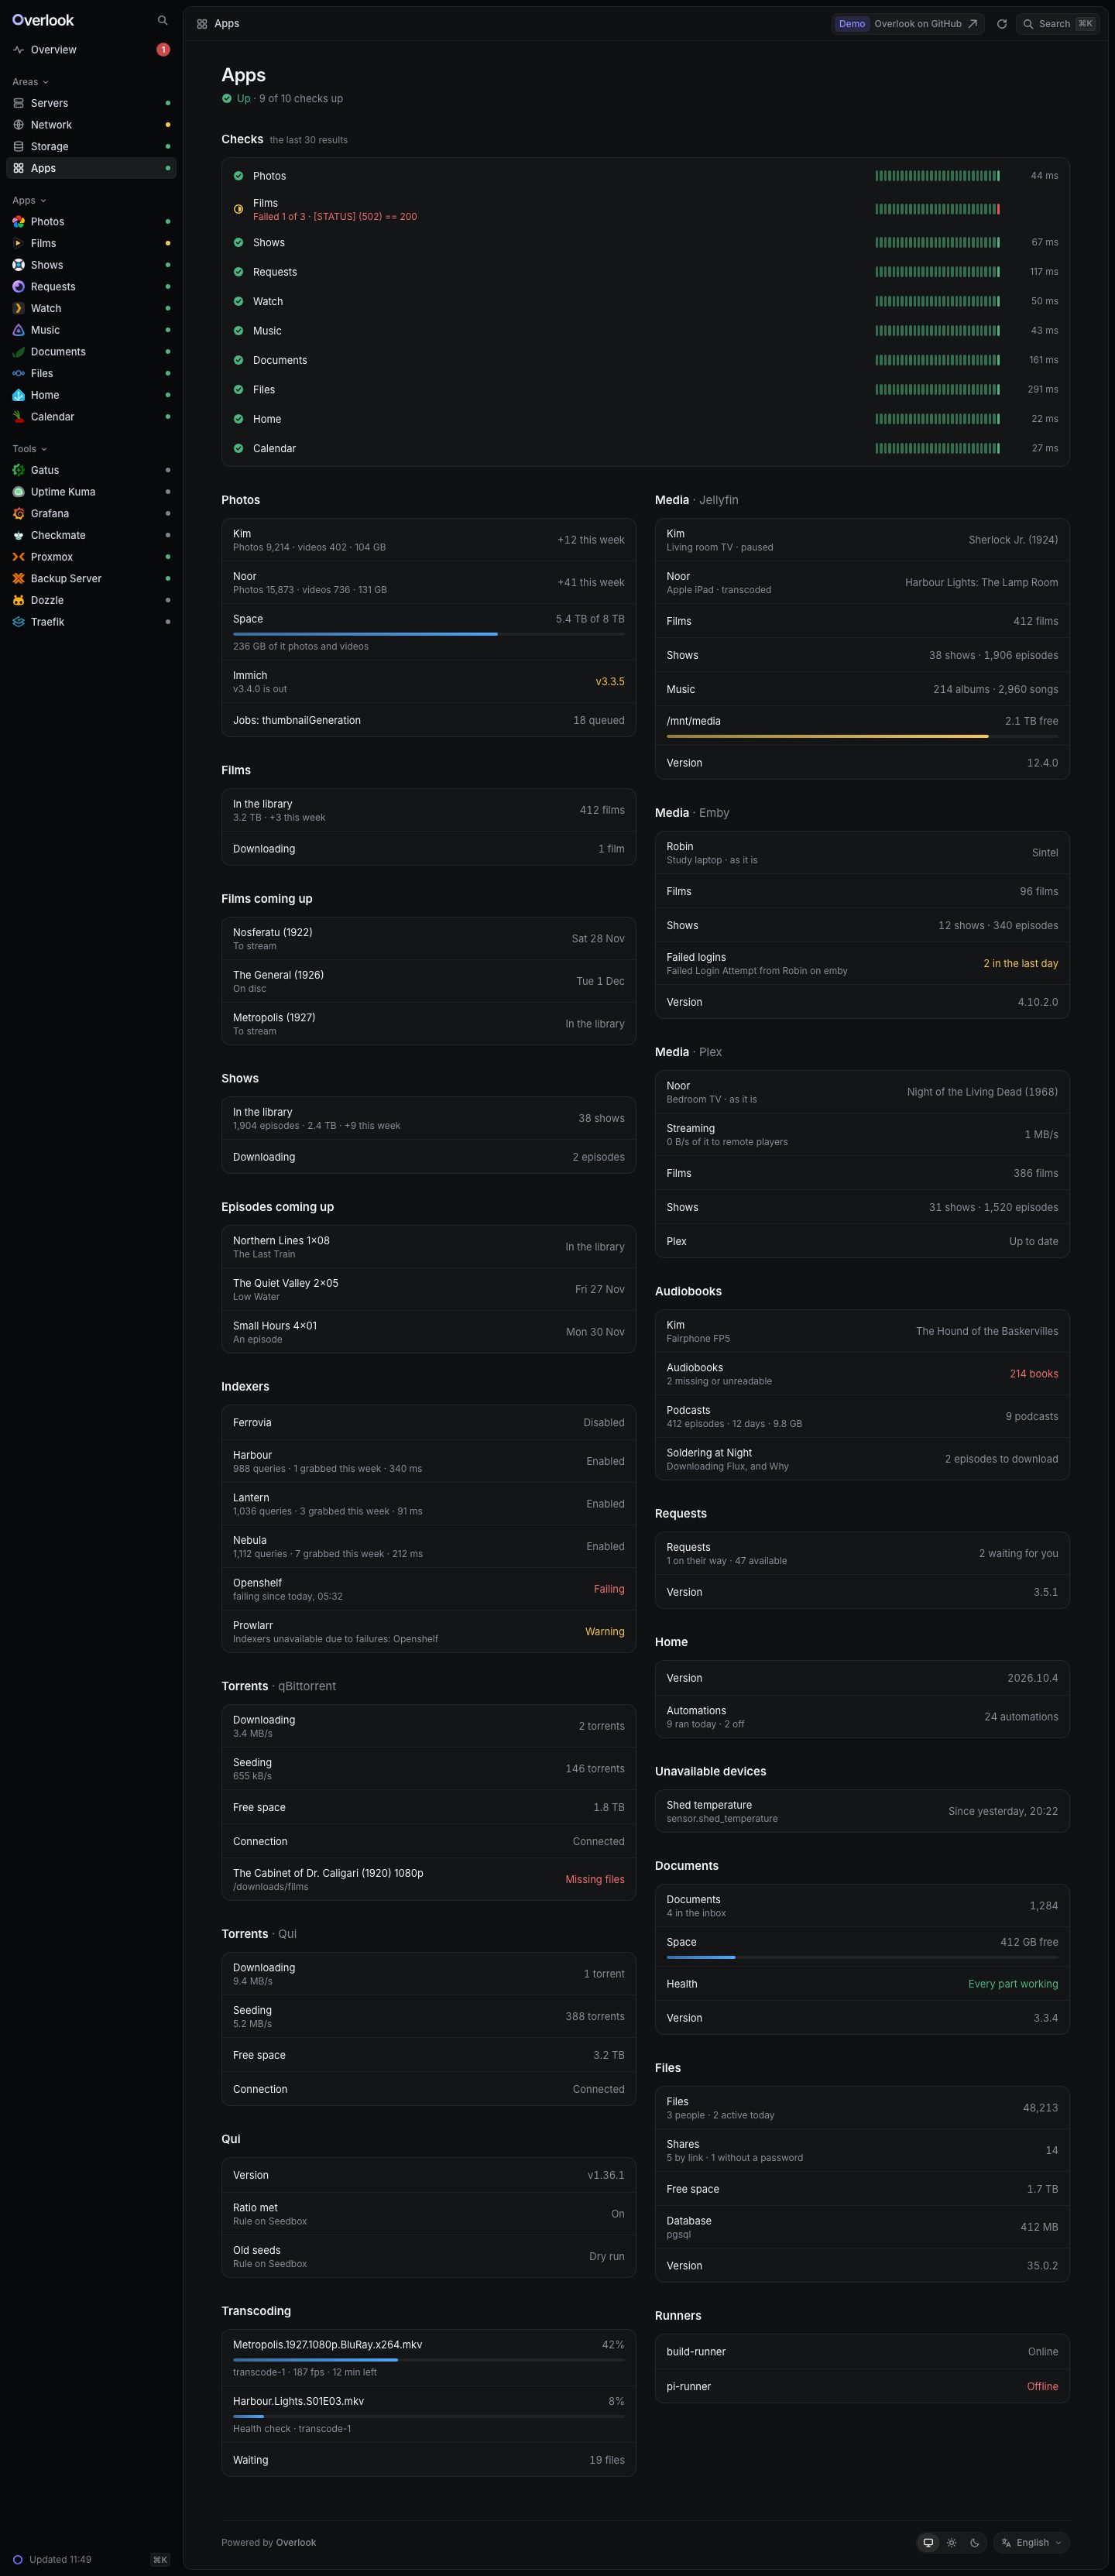 Overlook
Overview
1
Areas
Servers
Network
Storage
Apps
Apps
Photos
Films
Shows
Requests
Watch
Music
Documents
Files
Home
Calendar
Tools
Gatus
Uptime Kuma
Grafana
Checkmate
Proxmox
Backup Server
Dozzle
Traefik
Updated 11:49
⌘K
Apps
Demo Overlook on GitHub
Search ⌘K
Apps
Up · 9 of 10 checks up
Checks the last 30 results
Photos 44 ms
Films
Failed 1 of 3 · [STATUS] (502) == 200
Shows 67 ms
Requests 117 ms
Watch 50 ms
Music 43 ms
Documents 161 ms
Files 291 ms
Home 22 ms
Calendar 27 ms
Photos
Kim
Photos 9,214 · videos 402 · 104 GB
+12 this week
Noor
Photos 15,873 · videos 736 · 131 GB
+41 this week
Space 5.4 TB of 8 TB
236 GB of it photos and videos
Immich
v3.4.0 is out
v3.3.5
Jobs: thumbnailGeneration 18 queued
Films
In the library
3.2 TB · +3 this week
412 films
Downloading 1 film
Films coming up
Nosferatu (1922)
To stream
Sat 28 Nov
The General (1926)
On disc
Tue 1 Dec
Metropolis (1927)
To stream
In the library
Shows
In the library
1,904 episodes · 2.4 TB · +9 this week
38 shows
Downloading 2 episodes
Episodes coming up
Northern Lines 1×08
The Last Train
In the library
The Quiet Valley 2×05
Low Water
Fri 27 Nov
Small Hours 4×01
An episode
Mon 30 Nov
Indexers
Ferrovia Disabled
Harbour
988 queries · 1 grabbed this week · 340 ms
Enabled
Lantern
1,036 queries · 3 grabbed this week · 91 ms
Enabled
Nebula
1,112 queries · 7 grabbed this week · 212 ms
Enabled
Openshelf
failing since today, 05:32
Failing
Prowlarr
Indexers unavailable due to failures: Openshelf
Warning
Torrents · qBittorrent
Downloading
3.4 MB/s
2 torrents
Seeding
655 kB/s
146 torrents
Free space 1.8 TB
Connection Connected
The Cabinet of Dr. Caligari (1920) 1080p
/downloads/films
Missing files
Torrents · Qui
Downloading
9.4 MB/s
1 torrent
Seeding
5.2 MB/s
388 torrents
Free space 3.2 TB
Connection Connected
Qui
Version v1.36.1
Ratio met
Rule on Seedbox
On
Old seeds
Rule on Seedbox
Dry run
Transcoding
Metropolis.1927.1080p.BluRay.x264.mkv 42%
transcode-1 · 187 fps · 12 min left
Harbour.Lights.S01E03.mkv 8%
Health check · transcode-1
Waiting 19 files
Media · Jellyfin
Kim
Living room TV · paused
Sherlock Jr. (1924)
Noor
Apple iPad · transcoded
Harbour Lights: The Lamp Room
Films 412 films
Shows 38 shows · 1,906 episodes
Music 214 albums · 2,960 songs
/mnt/media 2.1 TB free
Version 12.4.0
Media · Emby
Robin
Study laptop · as it is
Sintel
Films 96 films
Shows 12 shows · 340 episodes
Failed logins
Failed Login Attempt from Robin on emby
2 in the last day
Version 4.10.2.0
Media · Plex
Noor
Bedroom TV · as it is
Night of the Living Dead (1968)
Streaming
0 B/s of it to remote players
1 MB/s
Films 386 films
Shows 31 shows · 1,520 episodes
Plex Up to date
Audiobooks
Kim
Fairphone FP5
The Hound of the Baskervilles
Audiobooks
2 missing or unreadable
214 books
Podcasts
412 episodes · 12 days · 9.8 GB
9 podcasts
Soldering at Night
Downloading Flux, and Why
2 episodes to download
Requests
Requests
1 on their way · 47 available
2 waiting for you
Version 3.5.1
Home
Version 2026.10.4
Automations
9 ran today · 2 off
24 automations
Unavailable devices
Shed temperature
sensor.shed_temperature
Since yesterday, 20:22
Documents
Documents
4 in the inbox
1,284
Space 412 GB free
Health Every part working
Version 3.3.4
Files
Files
3 people · 2 active today
48,213
Shares
5 by link · 1 without a password
14
Free space 1.7 TB
Database
pgsql
412 MB
Version 35.0.2
Runners
build-runner Online
pi-runner Offline
Powered by Overlook
English